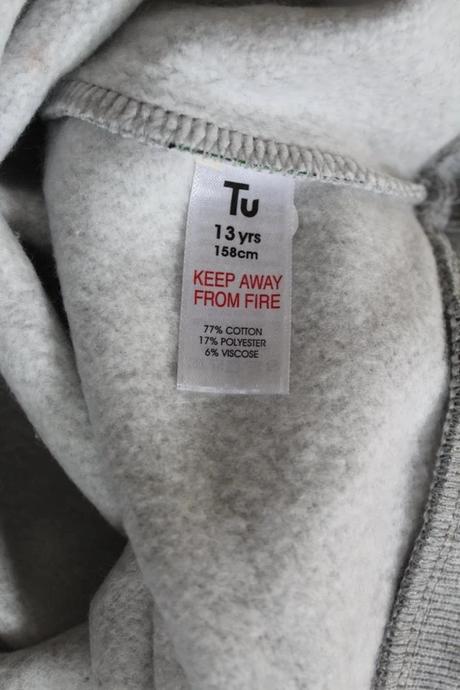 Tu
13 yrs
158cm
KEEP AWAY
FROM FIRE
77% COTTON
17% POLYESTER
6% VISCOSE